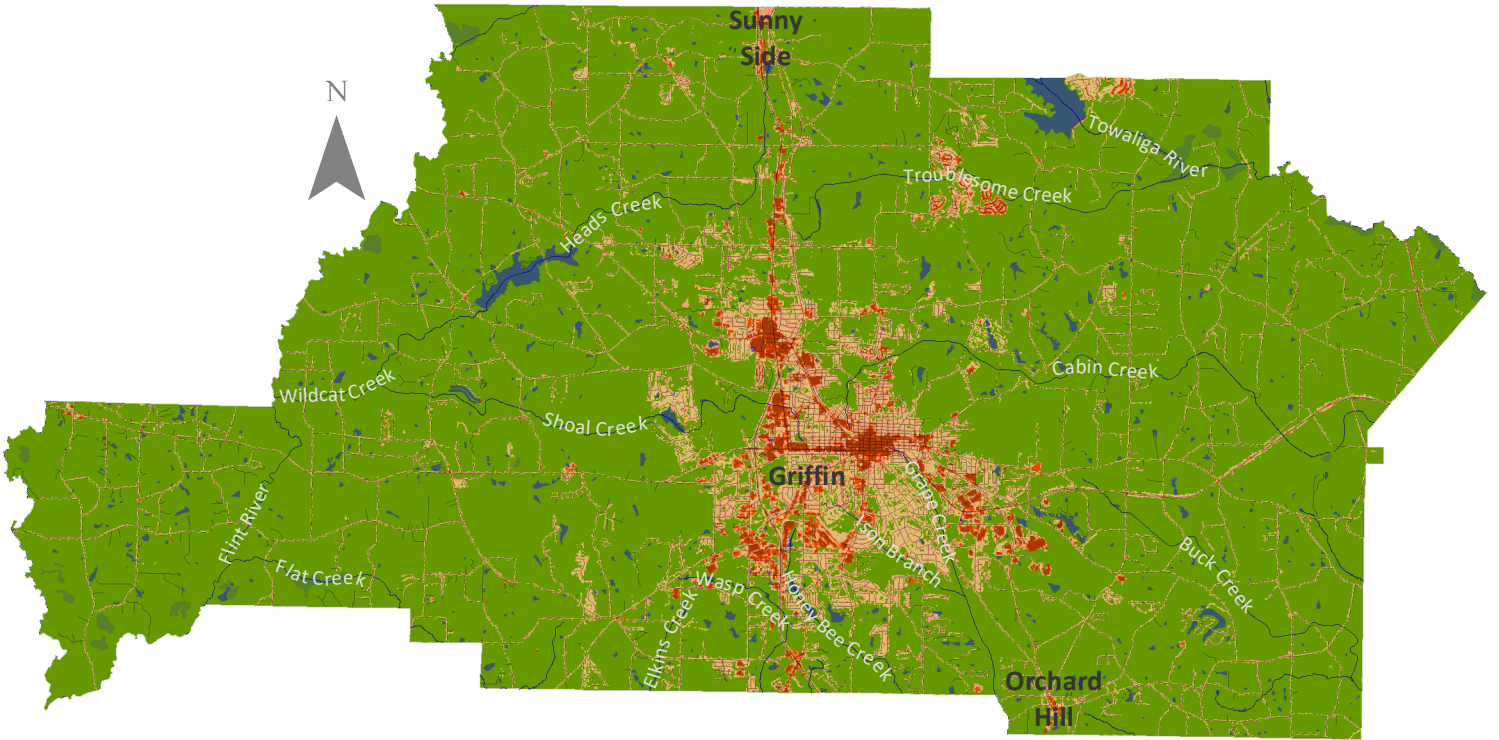 Sunny
Side
N
Towaliga River
Troublesome Creek
Heads Creek
Cabin Creek
Wildcat Creek
Shoal Creek
Griffin
Grape Creek
Flint River
Ison Branch
Buck Creek
Flat Creek
Wasp Creek
Honey Bee Creek
Elkins Creek
Orchard
Hill